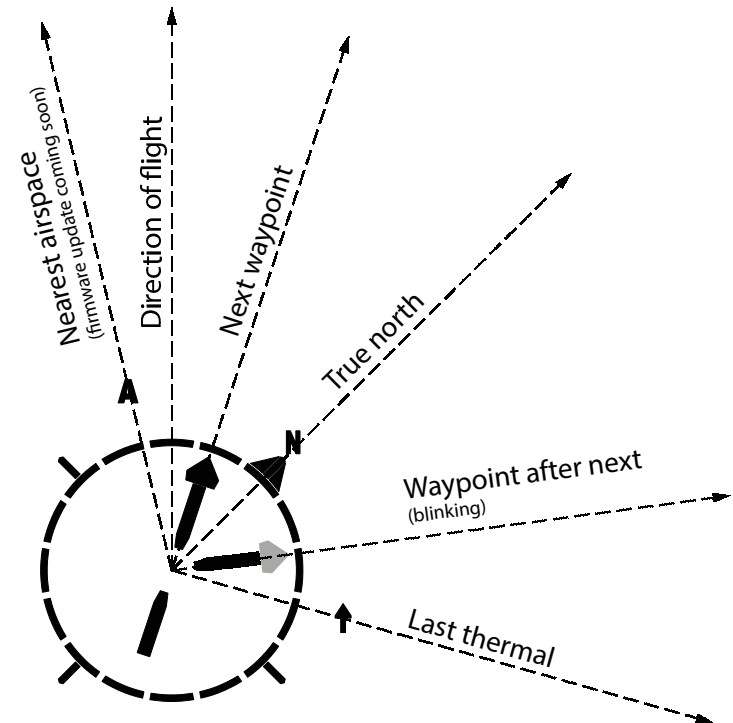 Nearest airspace
(firmware update coming soon)
Direction of flight
Next waypoint
True north
A
N
Waypoint after next
(blinking)
Last thermal